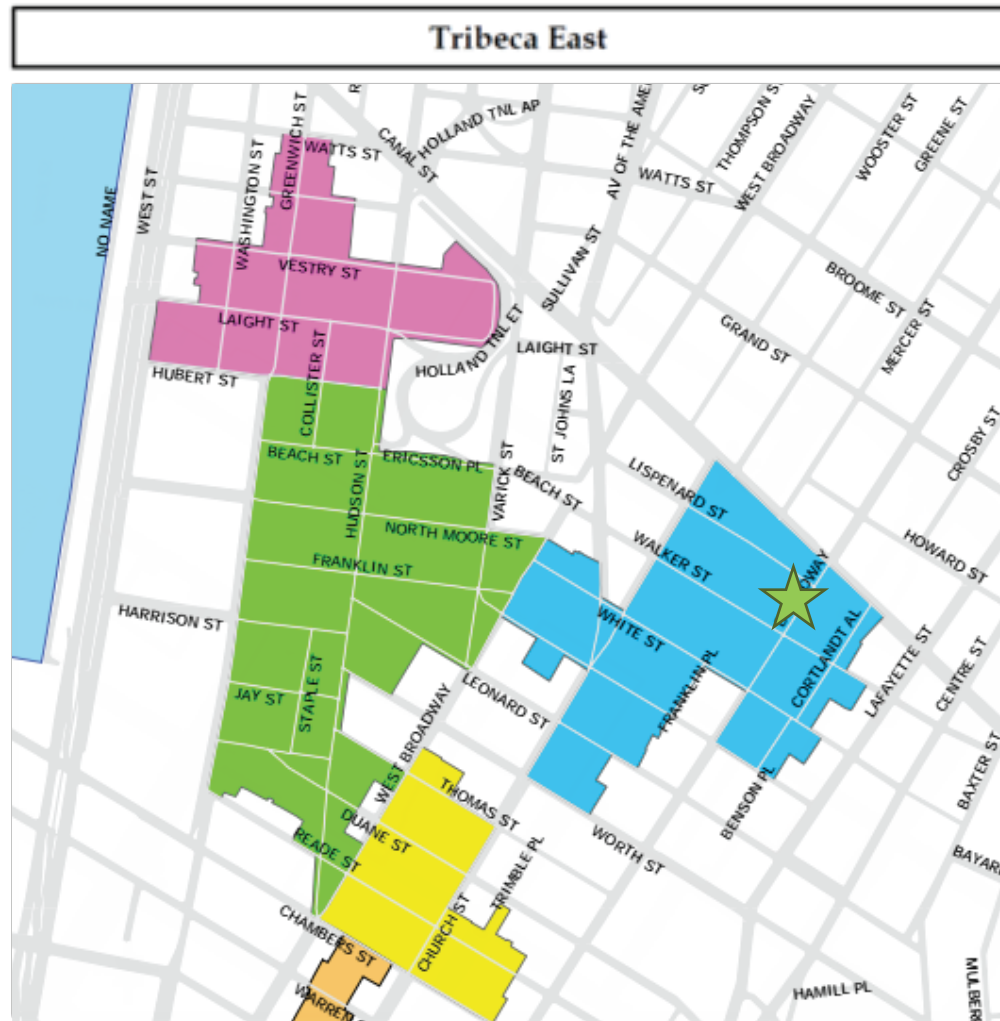 Tribeca East
HOLLAND TNL AP
CANAL ST
WATTS ST
GREENWICH ST
WASHINGTON ST
WEST ST
NO NAME
AV OF THE AME
THOMPSON S
WEST BROADWAY
WOOSTER ST
GREENE ST
WATTS ST
VESTRY ST
SULLIVAN ST
BROOME ST
LAIGHT ST
GRAND ST
MERCER ST
HOLLAND TNL ET
LAIGHT ST
HUBERT ST
COLLISTER ST
ST JOHNS LA
CROSBY ST
BEACH ST
ERICSSON PL
VARICK ST
BEACH ST
LISPENARD ST
HUDSON ST
NORTH MOORE ST
WALKER ST
HOWARD ST
FRANKLIN ST
DWAY
HARRISON ST
WHITE ST
CORTLANDT AL
LAFAYETTE ST
CENTRE ST
FRANKLIN PL
JAY ST
STAPLE ST
LEONARD ST
WEST BROADWAY
BAXTER ST
THOMAS ST
BENSON PL
DUANE ST
READE ST
WORTH ST
TRIMBLE PL
BAYAR
CHAMBERS ST
CHURCH ST
WARREN
HAMILL PL
MULBER